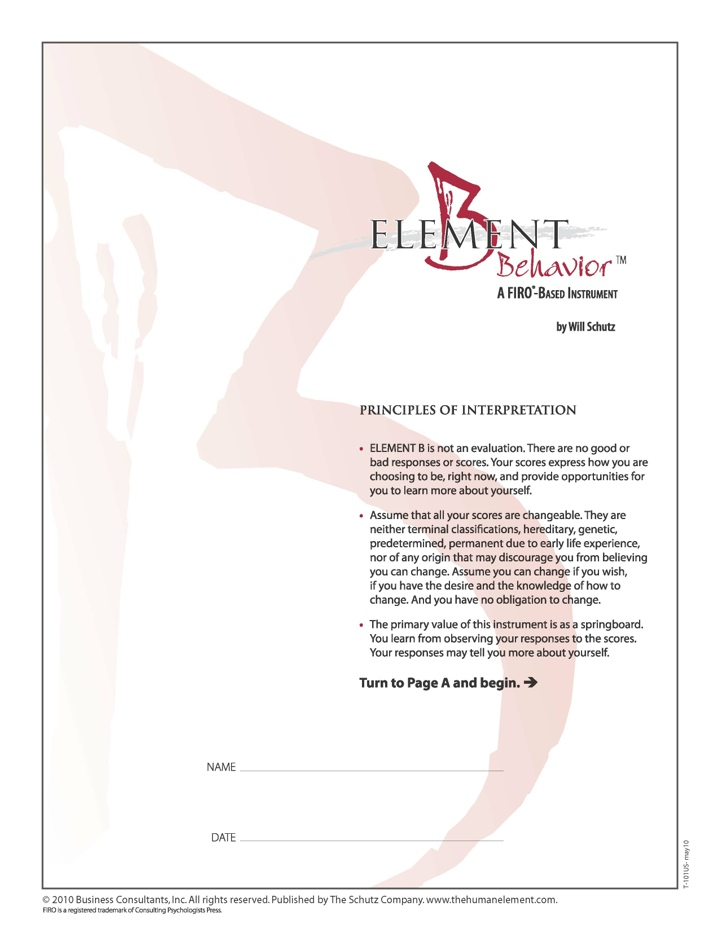 ELEMENT
B
Behavior™
A FIRO®-BASED INSTRUMENT
by Will Schutz
PRINCIPLES OF INTERPRETATION
• ELEMENT B is not an evaluation. There are no good or
bad responses or scores. Your scores express how you are
choosing to be, right now, and provide opportunities for
you to learn more about yourself.
• Assume that all your scores are changeable. They are
neither terminal classifications, hereditary, genetic,
predetermined, permanent due to early life experience,
nor of any origin that may discourage you from believing
you can change. Assume you can change if you wish,
if you have the desire and the knowledge of how to
change. And you have no obligation to change.
• The primary value of this instrument is as a springboard.
You learn from observing your responses to the scores.
Your responses may tell you more about yourself.
Turn to Page A and begin. ➔
NAME
DATE
T-101US- may10
© 2010 Business Consultants, Inc. All rights reserved. Published by The Schutz Company. www.thehumanelement.com.
FIRO is a registered trademark of Consulting Psychologists Press.